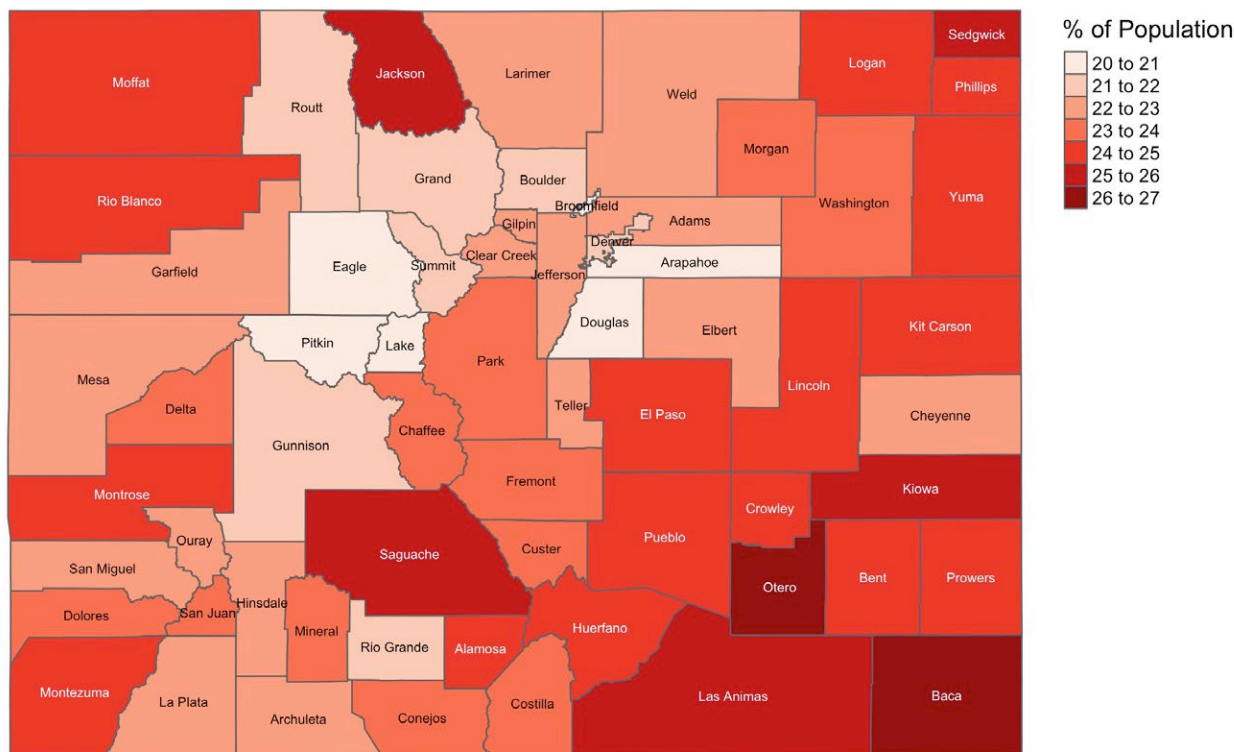 % of Population
20 to 21
21 to 22
22 to 23
23 to 24
24 to 25
25 to 26
26 to 27
Sedgwick
Logan
Jackson
Larimer
Moffat
Phillips
Weld
Routt
Morgan
Grand
Boulder
Rio Blanco
Yuma
Washington
Broomfield
Gilpin
Adams
Denver
Clear Creek
Arapahoe
Eagle
Summit
Garfield
Jefferson
Douglas
Kit Carson
Elbert
Pitkin
Lake
Park
Mesa
Lincoln
Teller
Delta
El Paso
Cheyenne
Chaffee
Gunnison
Fremont
Kiowa
Montrose
Crowley
Pueblo
Ouray
Custer
Saguache
San Miguel
Bent
Prowers
Otero
Hinsdale
San Juan
Dolores
Huerfano
Mineral
Rio Grande
Alamosa
Montezuma
Las Animas
Baca
La Plata
Costilla
Archuleta
Conejos